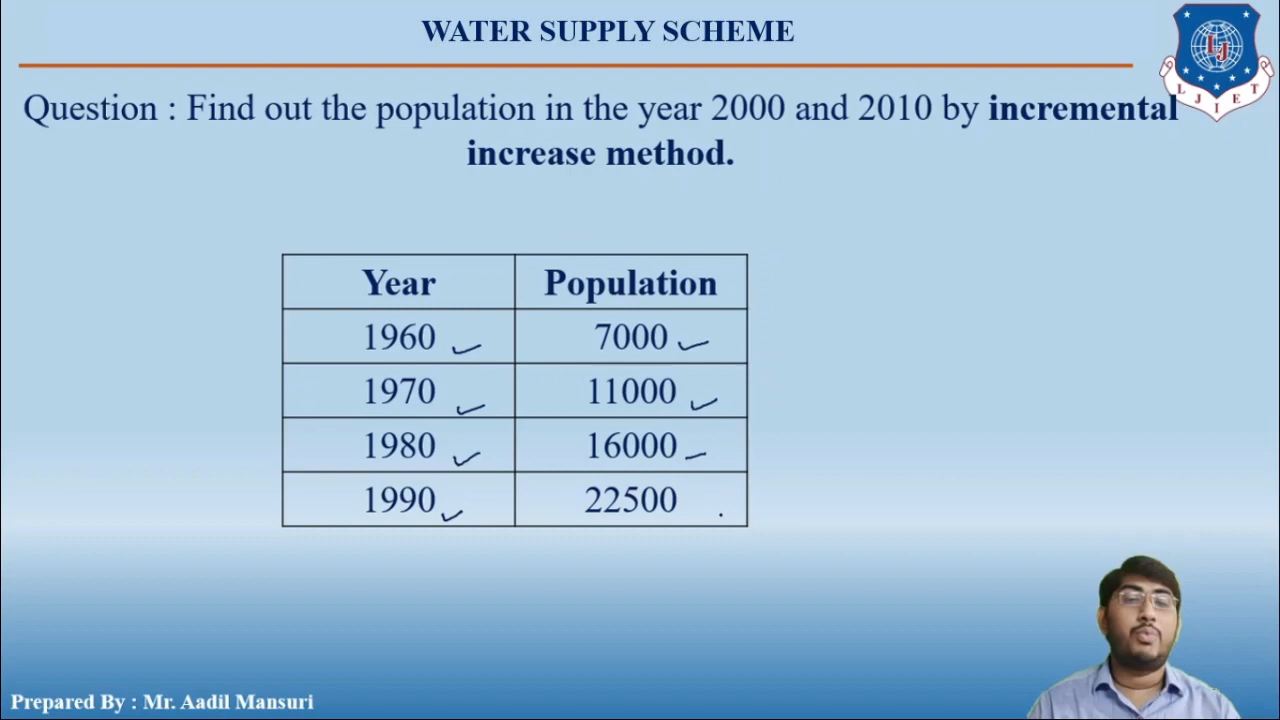 WATER SUPPLY SCHEME
LJIET
Question : Find out the population in the year 2000 and 2010 by incremental
increase method.
Year Population
1960 7000
1970 11000
1980 16000
1990 22500
Prepared By : Mr. Aadil Mansuri